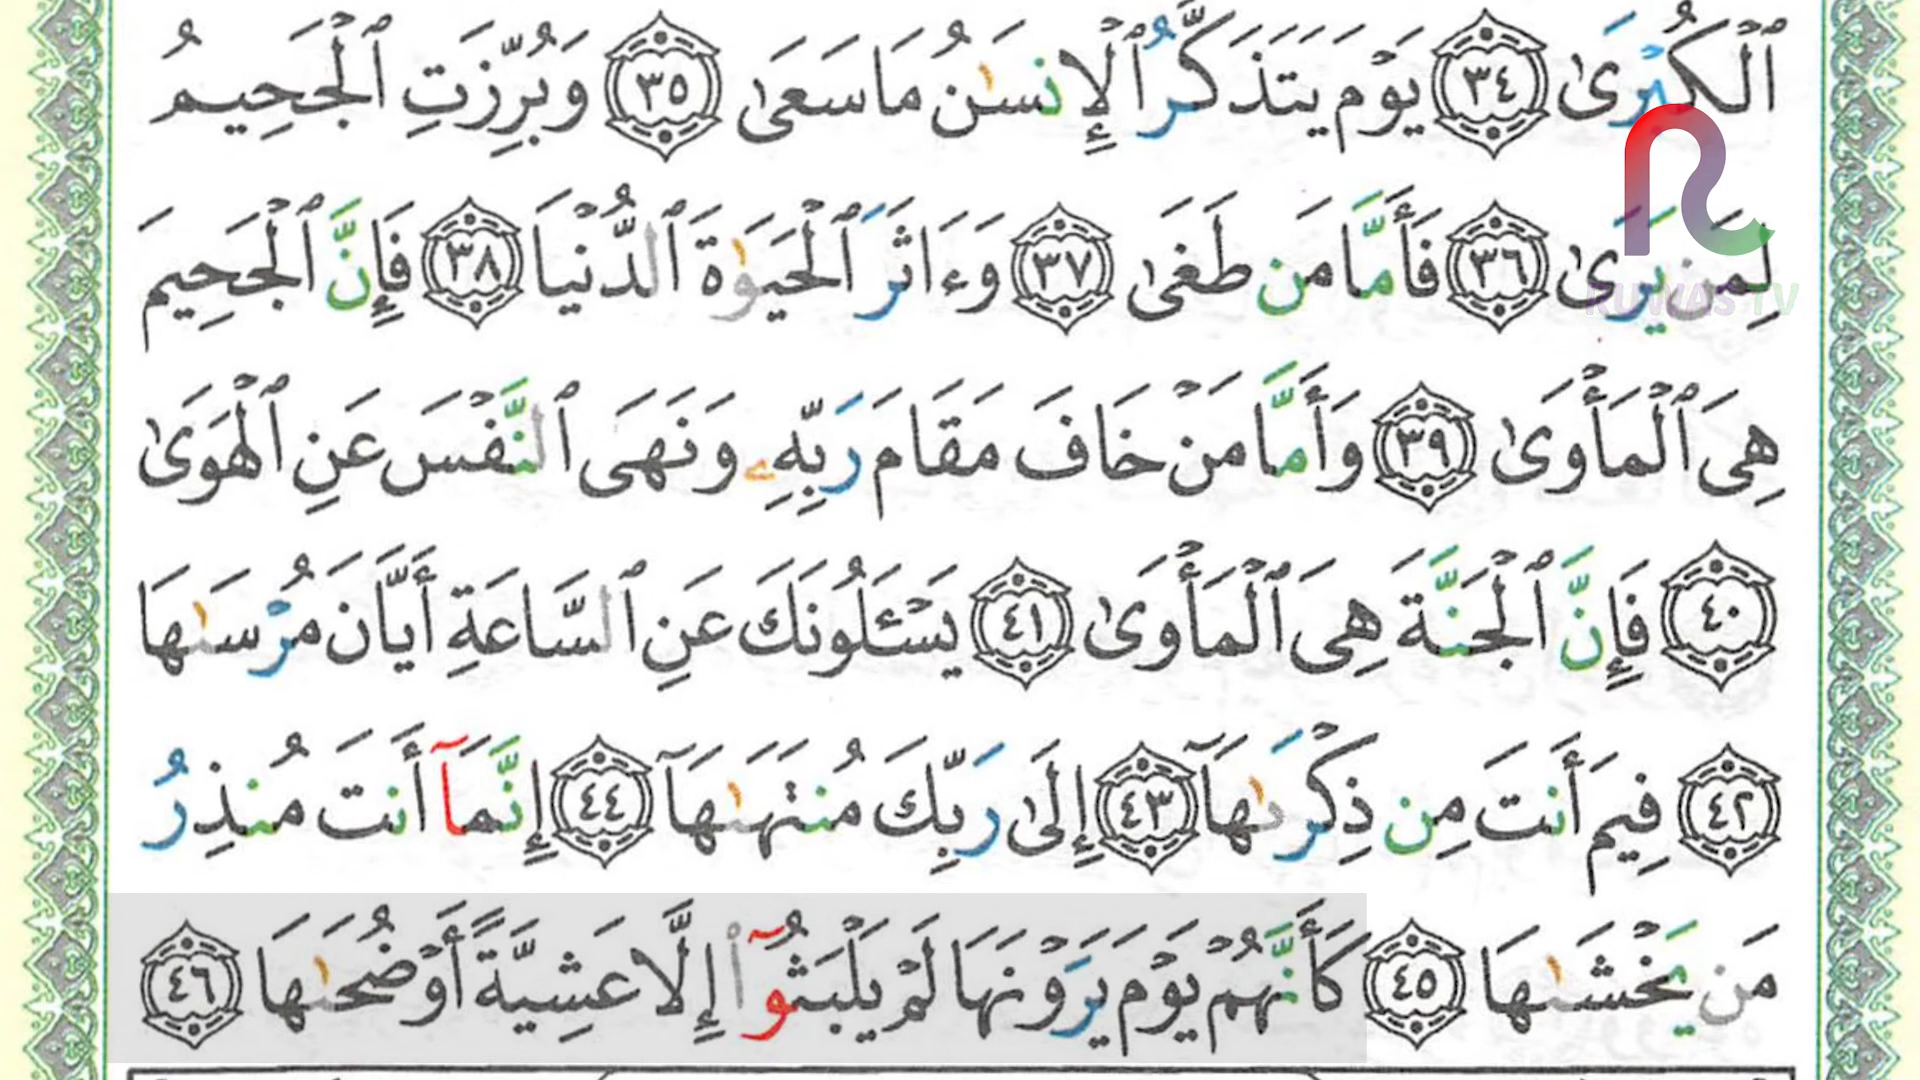 ٱلْكُبْرَىٰ ٣٤ يَوْمَ يَتَذَكَّرُ ٱلْإِنسَٰنُ مَا سَعَىٰ ٣٥ وَبُرِّزَتِ ٱلْجَحِيمُ
لِمَن يَرَىٰ ٣٦ فَأَمَّا مَن طَغَىٰ ٣٧ وَءَاثَرَ ٱلْحَيَوٰةَ ٱلدُّنْيَا ٣٨ فَإِنَّ ٱلْجَحِيمَ
RUWAS TV
هِىَ ٱلْمَأْوَىٰ ٣٩ وَأَمَّا مَنْ خَافَ مَقَامَ رَبِّهِۦ وَنَهَى ٱلنَّفْسَ عَنِ ٱلْهَوَىٰ
٤٠ فَإِنَّ ٱلْجَنَّةَ هِىَ ٱلْمَأْوَىٰ ٤١ يَسْـَٔلُونَكَ عَنِ ٱلسَّاعَةِ أَيَّانَ مُرْسَىٰهَا
٤٢ فِيمَ أَنتَ مِن ذِكْرَىٰهَآ ٤٣ إِلَىٰ رَبِّكَ مُنتَهَىٰهَآ ٤٤ إِنَّمَآ أَنتَ مُنذِرُ
مَن يَخْشَىٰهَا ٤٥ كَأَنَّهُمْ يَوْمَ يَرَوْنَهَا لَمْ يَلْبَثُوٓا۟ إِلَّا عَشِيَّةً أَوْ ضُحَىٰهَا ٤٦